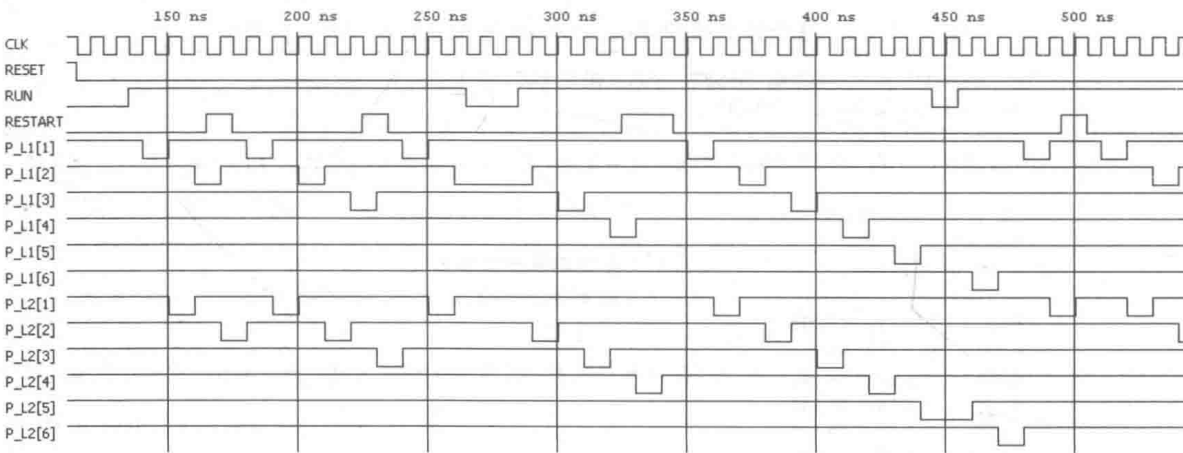 150 ns 200 ns 250 ns 300 ns 350 ns 400 ns 450 ns 500 ns
CLK
RESET
RUN
RESTART
P_L1[1]
P_L1[2]
P_L1[3]
P_L1[4]
P_L1[5]
P_L1[6]
P_L2[1]
P_L2[2]
P_L2[3]
P_L2[4]
P_L2[5]
P_L2[6]